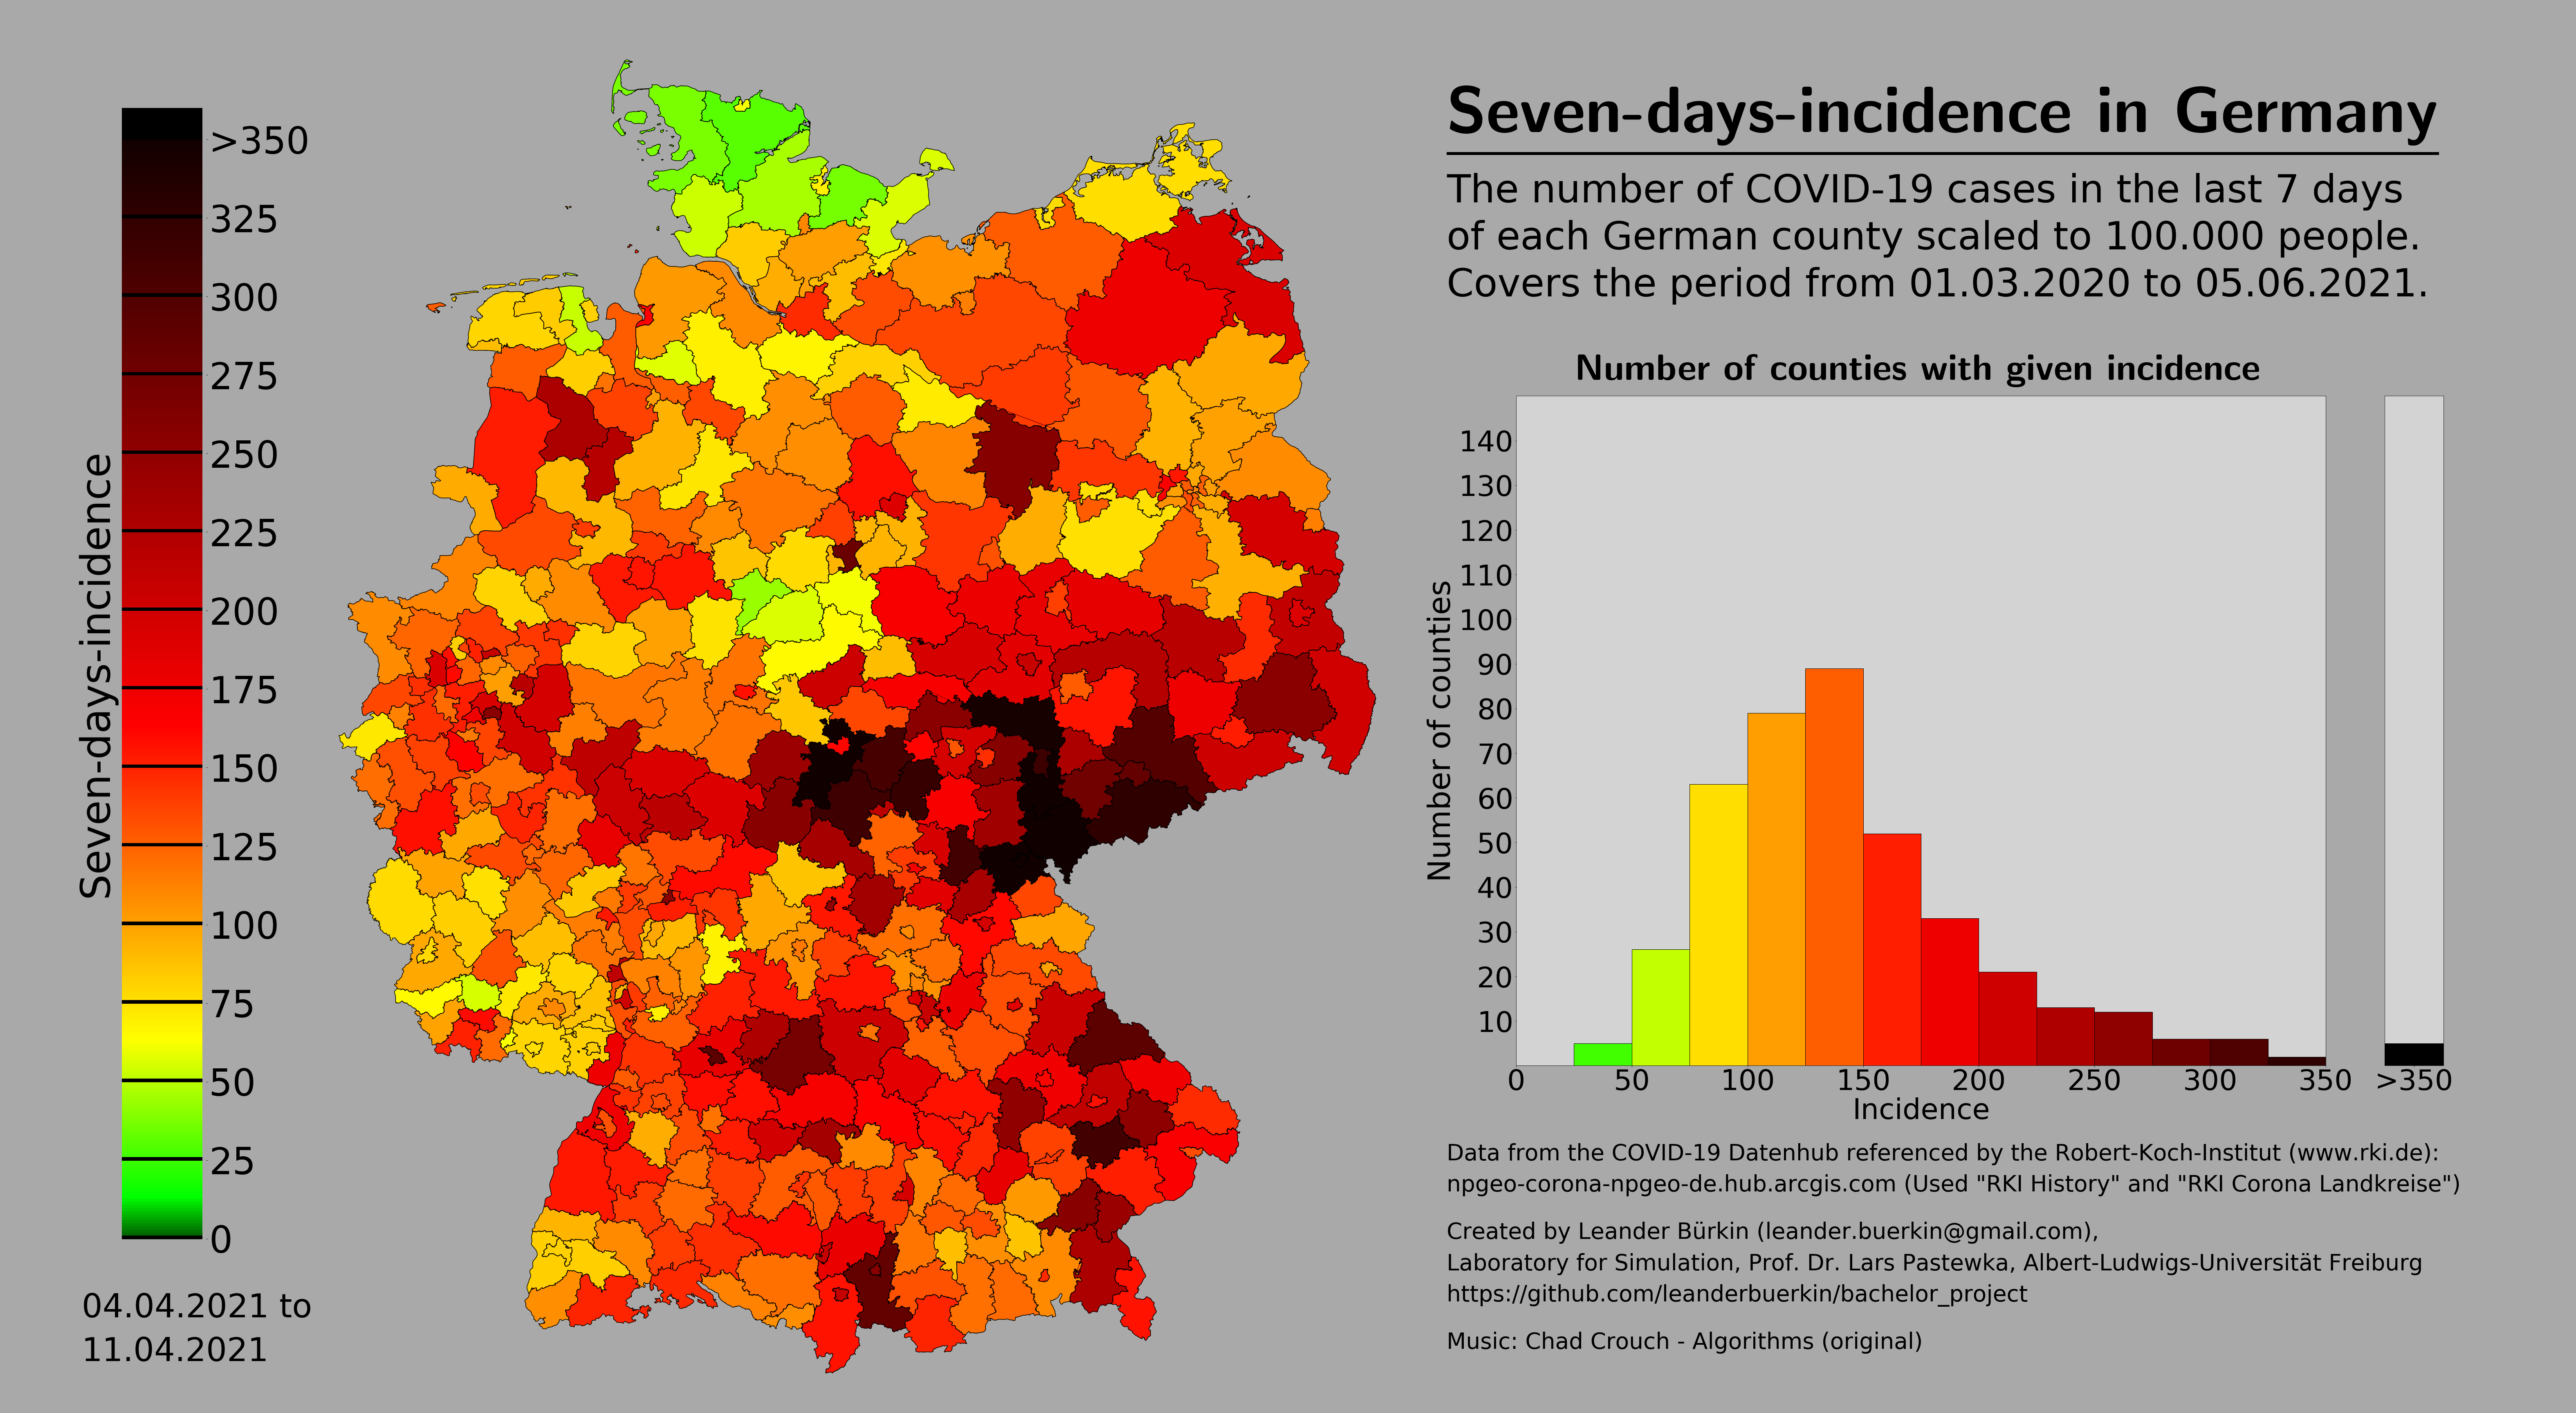 Seven-days-incidence in Germany
The number of COVID-19 cases in the last 7 days
of each German county scaled to 100.000 people.
Covers the period from 01.03.2020 to 05.06.2021.
Seven-days-incidence
>350
325
300
275
250
225
200
175
150
125
100
75
50
25
0
04.04.2021 to
11.04.2021
Number of counties with given incidence
Number of counties
140
130
120
110
100
90
80
70
60
50
40
30
20
10
0 50 100 150 200 250 300 350 >350
Incidence
Data from the COVID-19 Datenhub referenced by the Robert-Koch-Institut (www.rki.de):
npgeo-corona-npgeo-de.hub.arcgis.com (Used "RKI History" and "RKI Corona Landkreise")
Created by Leander Bürkin (leander.buerkin@gmail.com),
Laboratory for Simulation, Prof. Dr. Lars Pastewka, Albert-Ludwigs-Universität Freiburg
https://github.com/leanderbuerkin/bachelor_project
Music: Chad Crouch - Algorithms (original)